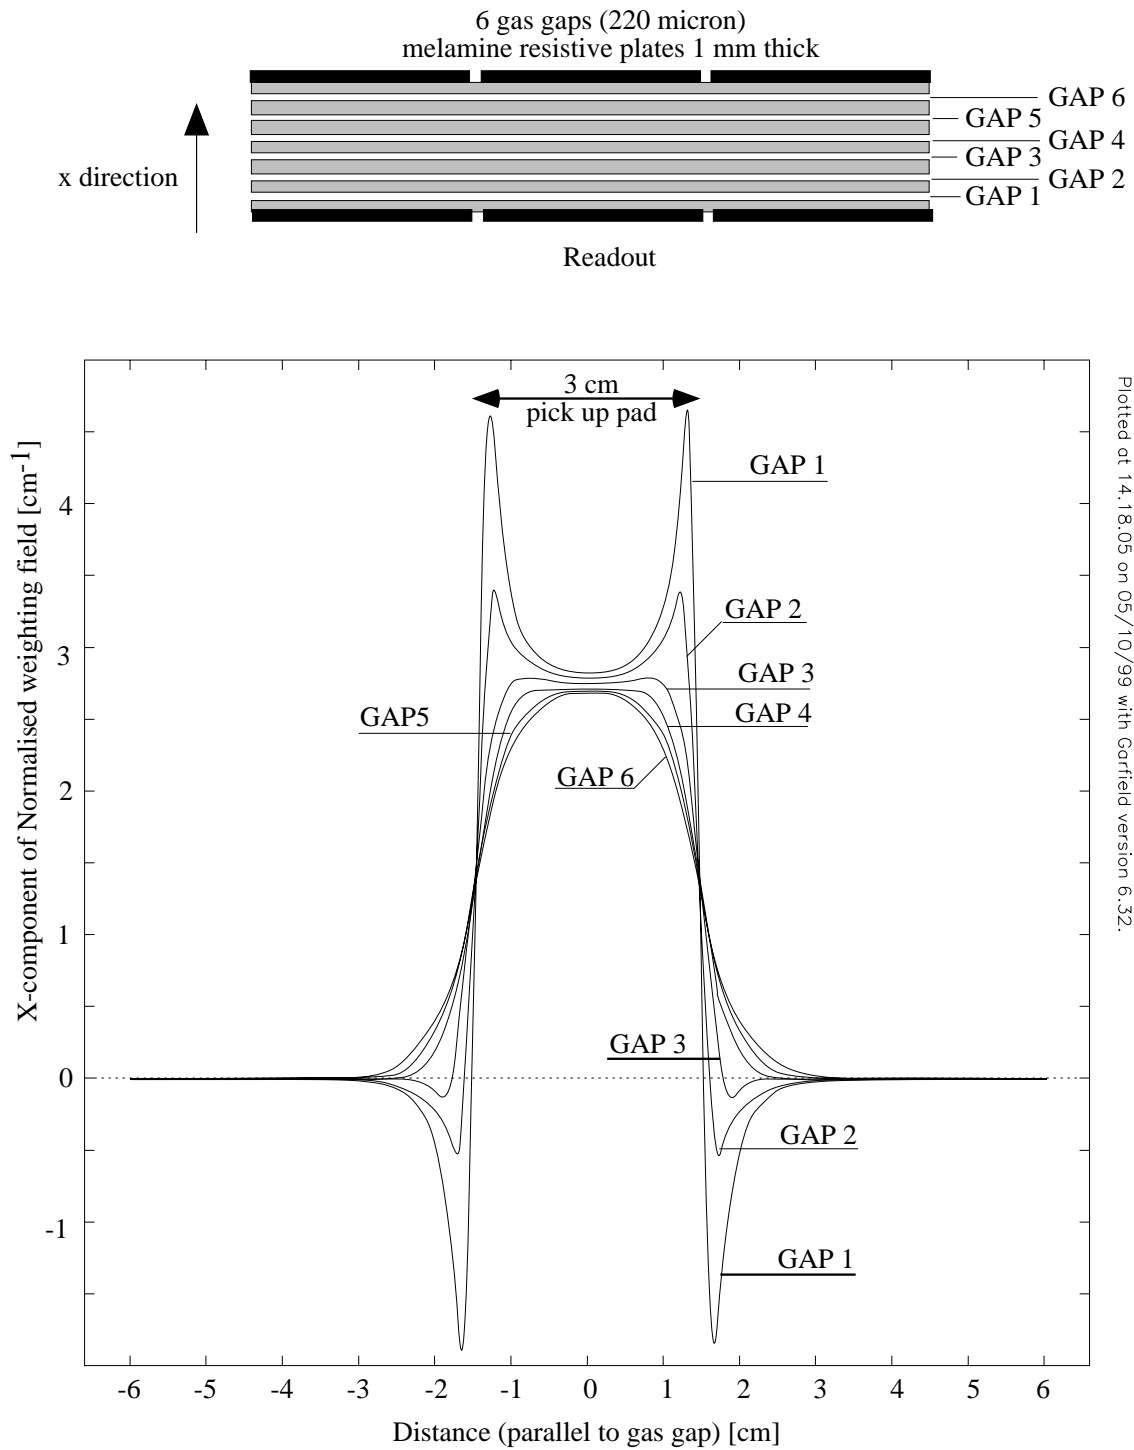 6 gas gaps (220 micron)
melamine resistive plates 1 mm thick
GAP 6
GAP 5
GAP 4
GAP 3
GAP 2
GAP 1
x direction
Readout
3 cm
pick up pad
GAP 1
GAP 2
GAP 3
GAP5
GAP 4
GAP 6
GAP 3
GAP 2
GAP 1
X-component of Normalised weighting field [cm-1]
4
3
2
1
0
-1
-6
-5
-4
-3
-2
-1
0
1
2
3
4
5
6
Distance (parallel to gas gap) [cm]
Plotted at 14.18.05 on 05/10/99 with Garfield version 6.32.